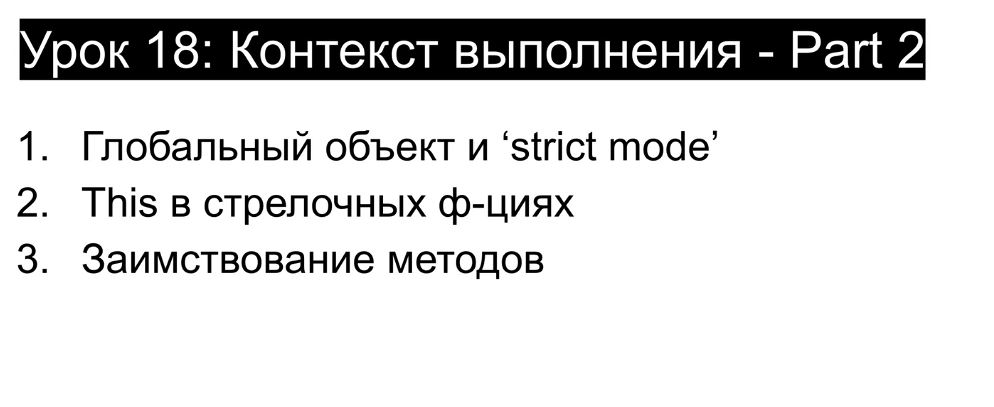 Урок 18: Контекст выполнения - Part 2
1. Глобальный объект и ‘strict mode’
2. This в стрелочных ф-циях
3. Заимствование методов